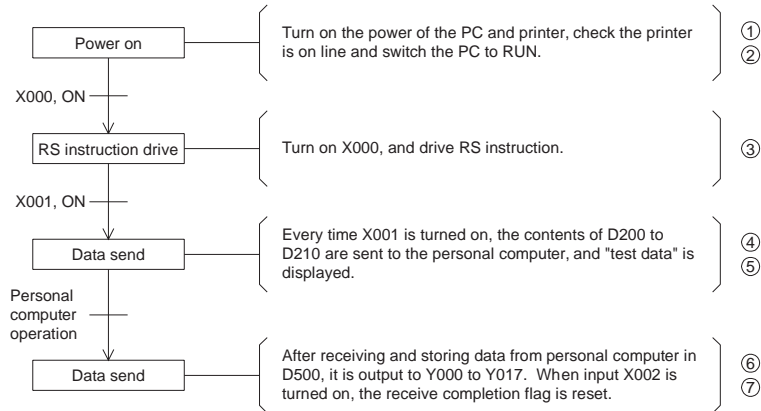 Power on
Turn on the power of the PC and printer, check the printer
is on line and switch the PC to RUN.
①
②
X000, ON
RS instruction drive
Turn on X000, and drive RS instruction.
③
X001, ON
Data send
Every time X001 is turned on, the contents of D200 to
D210 are sent to the personal computer, and "test data" is
displayed.
④
⑤
Personal
computer
operation
Data send
After receiving and storing data from personal computer in
D500, it is output to Y000 to Y017. When input X002 is
turned on, the receive completion flag is reset.
⑥
⑦